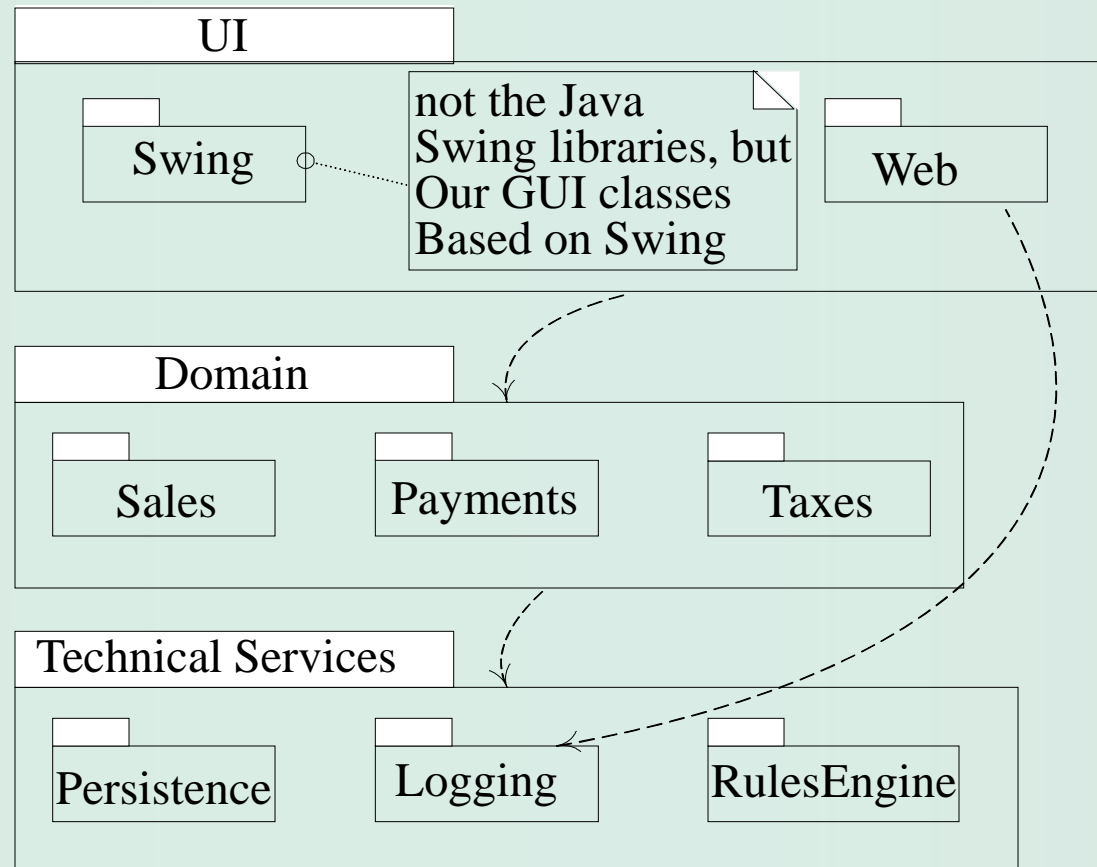 UI
Swing
not the Java
Swing libraries, but
Our GUI classes
Based on Swing
Web
Domain
Sales
Payments
Taxes
Technical Services
Persistence
Logging
RulesEngine